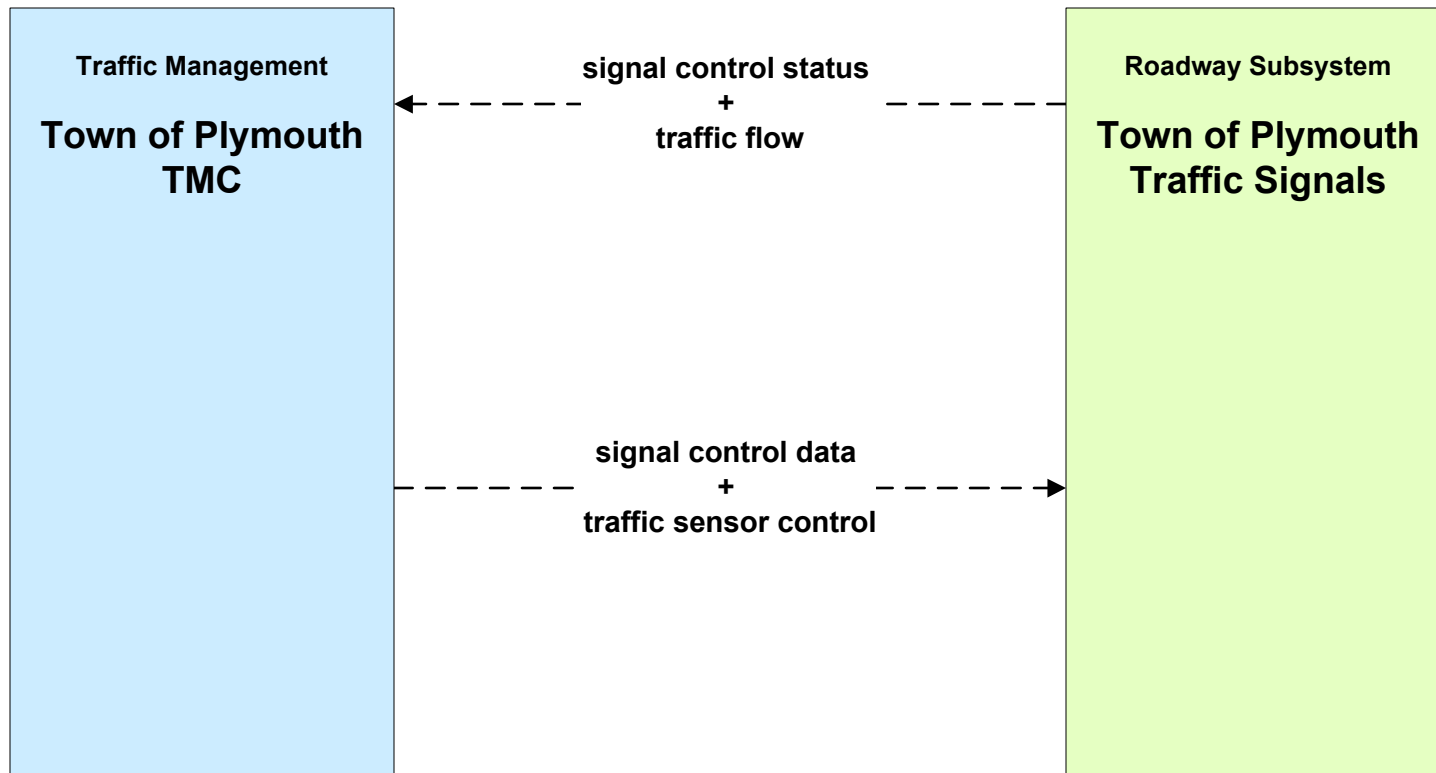 Traffic Management
Town of Plymouth
TMC
signal control status
+
traffic flow
Roadway Subsystem
Town of Plymouth
Traffic Signals
signal control data
+
traffic sensor control